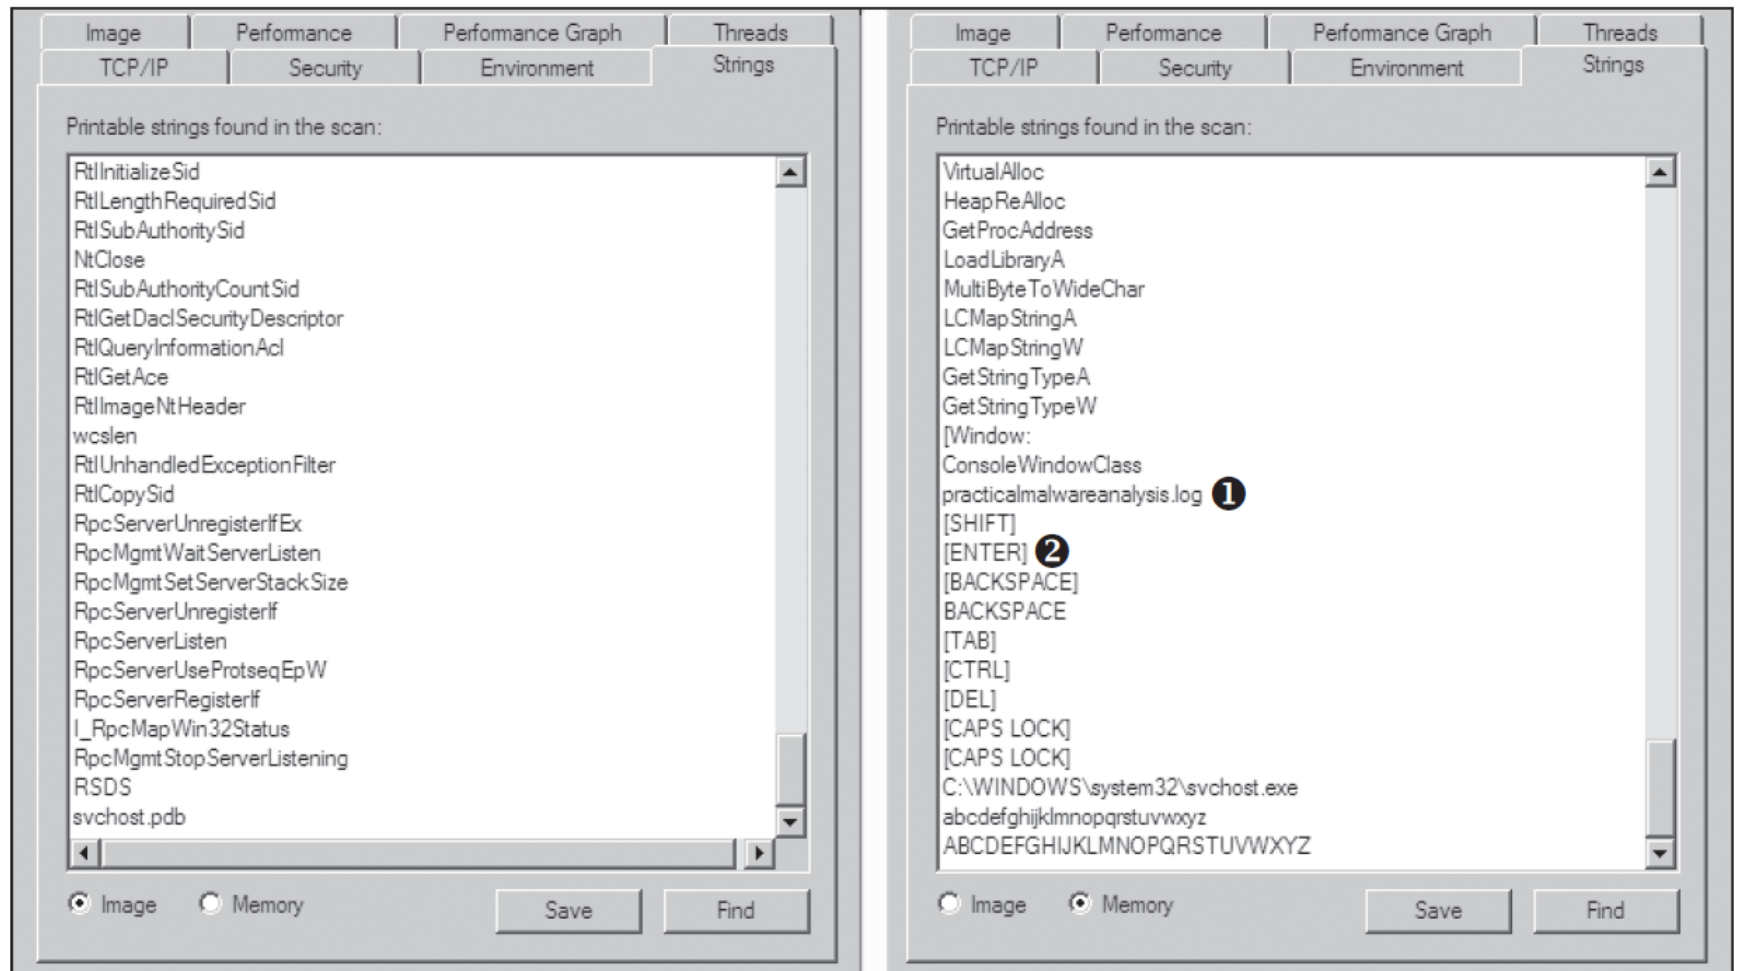 Image Performance Performance Graph Threads
TCP/IP Security Environment Strings
Printable strings found in the scan:
RtlInitializeSid
RtlLengthRequiredSid
RtlSubAuthoritySid
NtClose
RtlSubAuthorityCountSid
RtlGetDaclSecurityDescriptor
RtlQueryInformationAcl
RtlGetAce
RtlImageNtHeader
wcslen
RtlUnhandledExceptionFilter
RtlCopySid
RpcServerUnregisterIfEx
RpcMgmtWaitServerListen
RpcMgmtSetServerStackSize
RpcServerUnregisterIf
RpcServerListen
RpcServerUseProtseqEpW
RpcServerRegisterIf
I_RpcMapWin32Status
RpcMgmtStopServerListening
RSDS
svchost.pdb
Image Memory Save Find
Image Performance Performance Graph Threads
TCP/IP Security Environment Strings
Printable strings found in the scan:
VirtualAlloc
HeapReAlloc
GetProcAddress
LoadLibraryA
MultiByteToWideChar
LCMapStringA
LCMapStringW
GetStringTypeA
GetStringTypeW
[Window:
ConsoleWindowClass
practicalmalwareanalysis.log 1
[SHIFT]
[ENTER] 2
[BACKSPACE]
BACKSPACE
[TAB]
[CTRL]
[DEL]
[CAPS LOCK]
[CAPS LOCK]
C:\WINDOWS\system32\svchost.exe
abcdefghijklmnopqrstuvwxyz
ABCDEFGHIJKLMNOPQRSTUVWXYZ
Image Memory Save Find